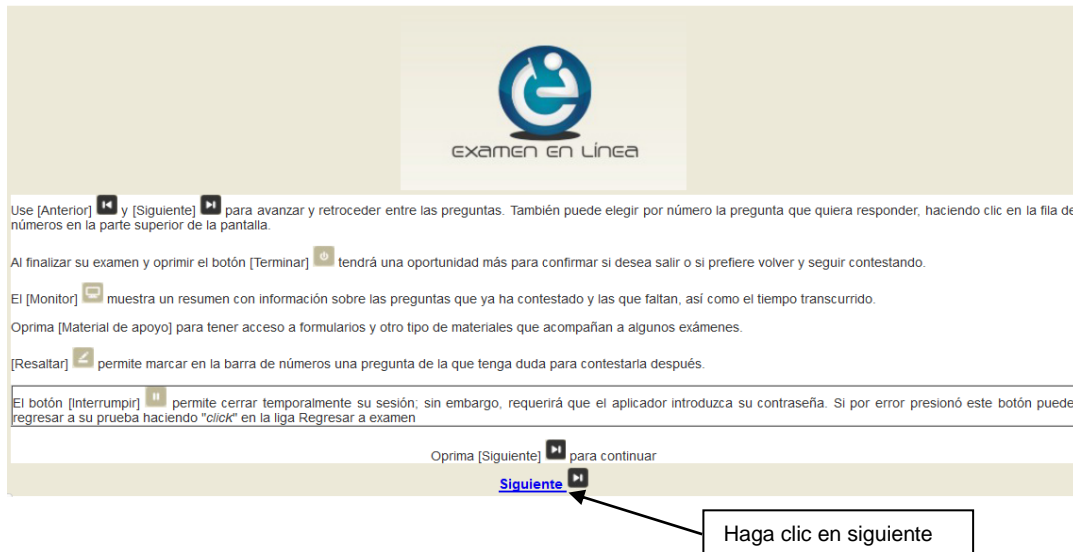 examen en línea
Use [Anterior] y [Siguiente] para avanzar y retroceder entre las preguntas. También puede elegir por número la pregunta que quiera responder, haciendo clic en la fila de
números en la parte superior de la pantalla.
Al finalizar su examen y oprimir el botón [Terminar] tendrá una oportunidad más para confirmar si desea salir o si prefiere volver y seguir contestando.
El [Monitor] muestra un resumen con información sobre las preguntas que ya ha contestado y las que faltan, así como el tiempo transcurrido.
Oprima [Material de apoyo] para tener acceso a formularios y otro tipo de materiales que acompañan a algunos exámenes.
[Resaltar] permite marcar en la barra de números una pregunta de la que tenga duda para contestarla después.
El botón [Interrumpir] permite cerrar temporalmente su sesión; sin embargo, requerirá que el aplicador introduzca su contraseña. Si por error presionó este botón puede
regresar a su prueba haciendo "click" en la liga Regresar a examen
Oprima [Siguiente] para continuar
Siguiente
Haga clic en siguiente